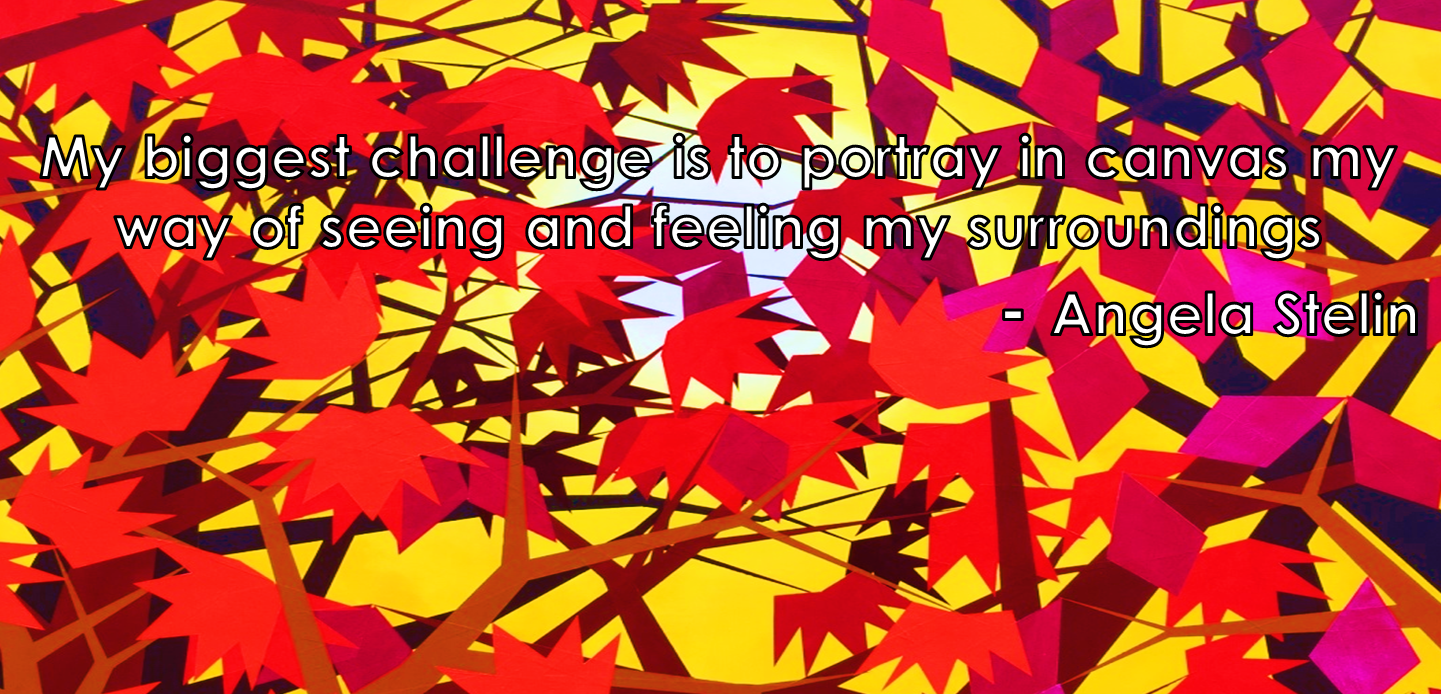 My biggest challenge is to portray in canvas my
way of seeing and feeling my surroundings
- Angela Stelin